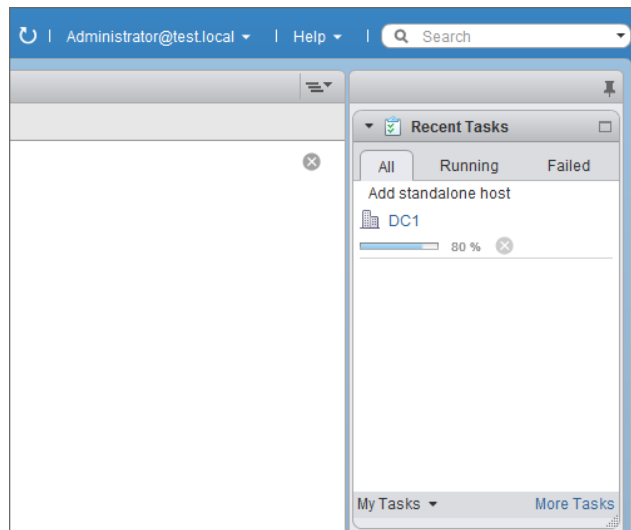 Administrator@test.local Help Search
Recent Tasks
All Running Failed
Add standalone host
DC1
80 %
My Tasks More Tasks